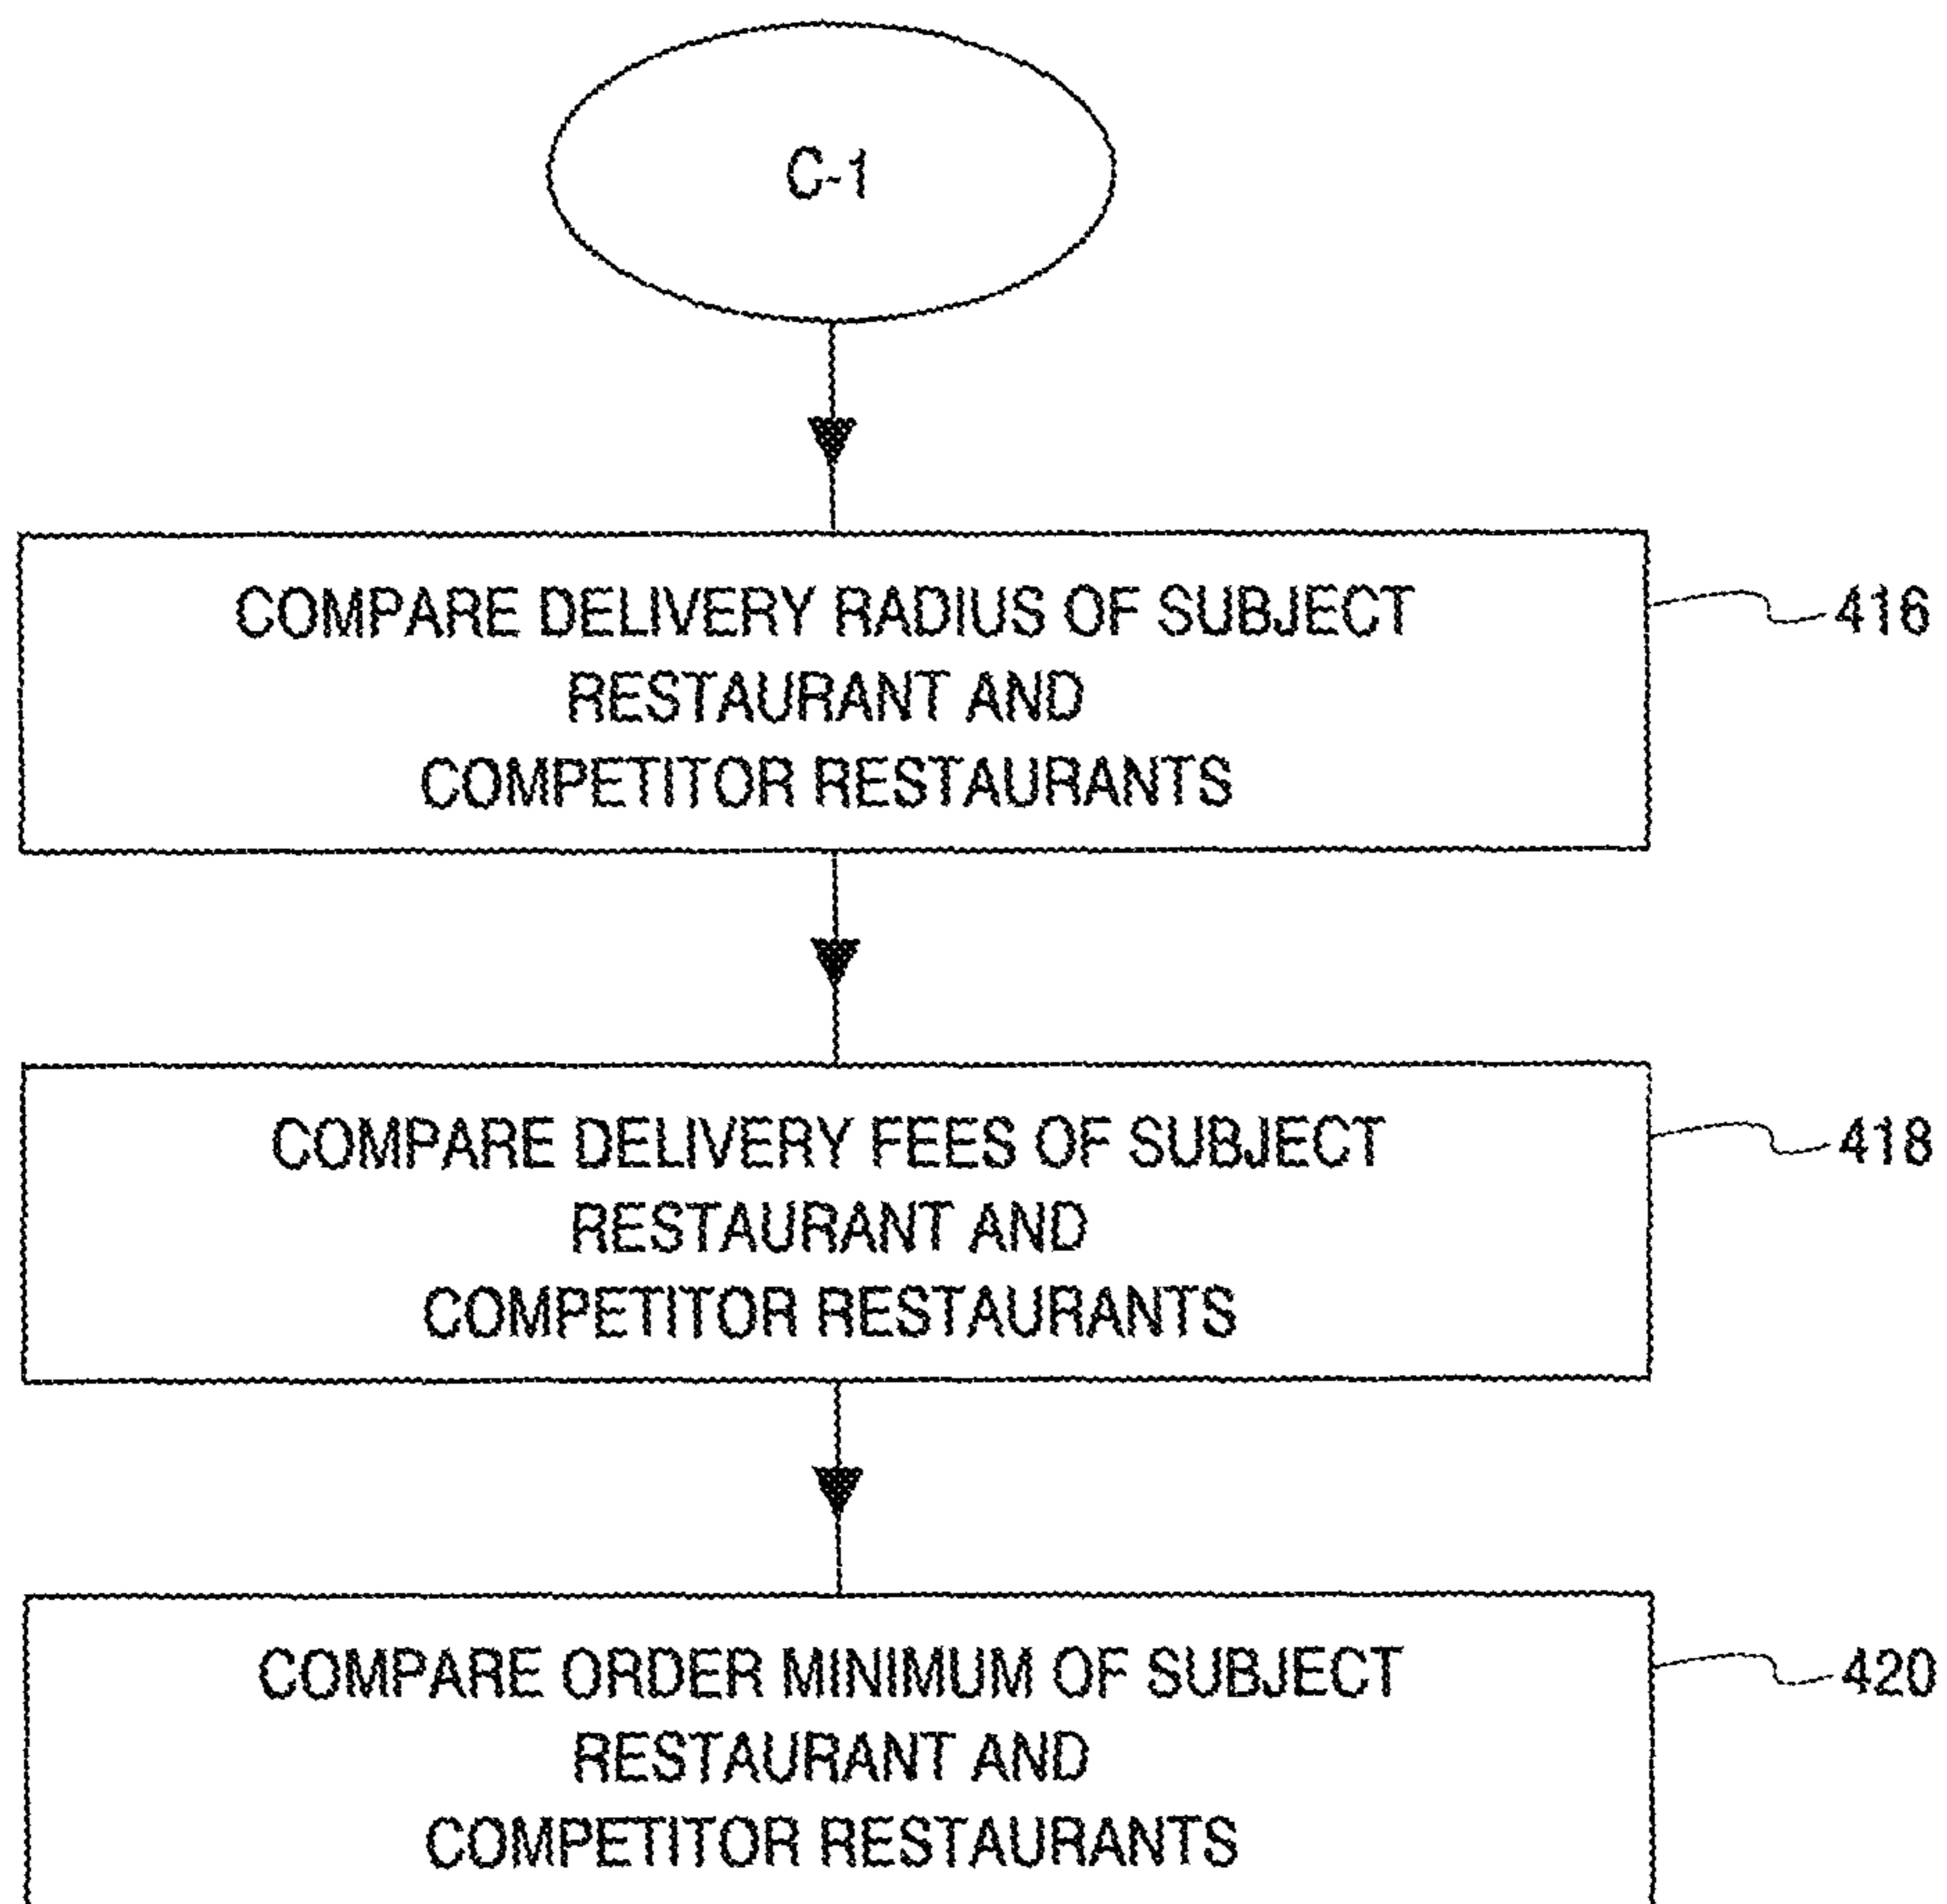 C-1
COMPARE DELIVERY RADIUS OF SUBJECT
RESTAURANT AND
COMPETITOR RESTAURANTS
416
COMPARE DELIVERY FEES OF SUBJECT
RESTAURANT AND
COMPETITOR RESTAURANTS
418
COMPARE ORDER MINIMUM OF SUBJECT
RESTAURANT AND
COMPETITOR RESTAURANTS
420